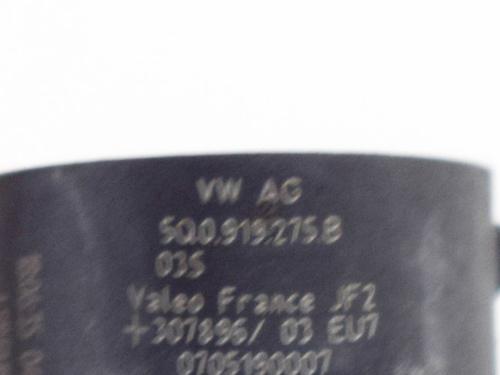 VW AG
5Q0.919.275.B
03S
Valeo France JF2
+307896/ 03 EU7
0705190007